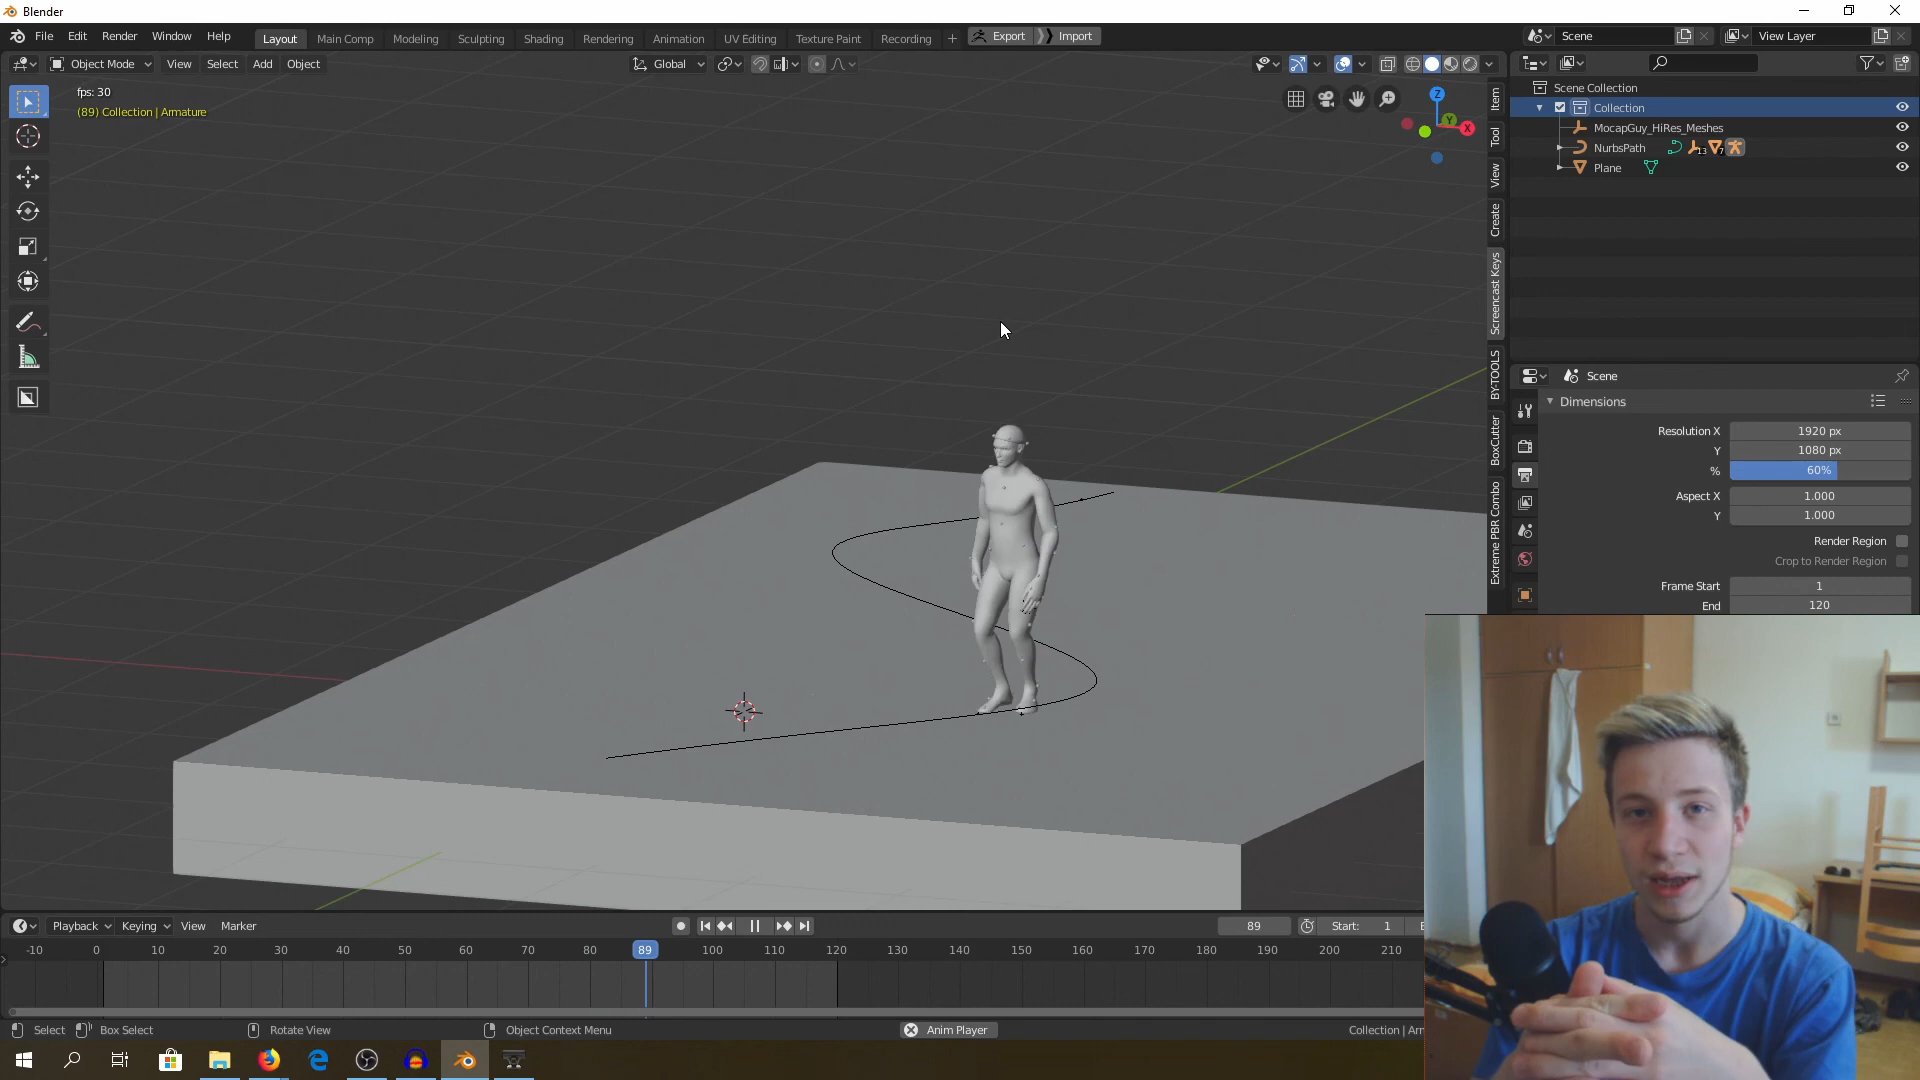 Blender
File Edit Render Window Help
Layout Main Comp Modeling Sculpting Shading Rendering Animation UV Editing Texture Paint Recording +
Export Import
Scene
View Layer
Object Mode View Select Add Object
Global
fps: 30
(89) Collection | Armature
Z
Y
X
Item
Tool
View
Create
Screencast Keys
BY-TOOLS
BoxCutter
Extreme PBR Combo
Scene Collection
Collection
MocapGuy_HiRes_Meshes
NurbsPath 13 7
Plane
Scene
Dimensions
Resolution X 1920 px
Y 1080 px
% 60%
Aspect X 1.000
Y 1.000
Render Region
Crop to Render Region
Frame Start 1
End 120
Playback Keying View Marker
89
Start: 1
-10 0 10 20 30 40 50 60 70 80 89 100 110 120 130 140 150 160 170 180 190 200 210
Select Box Select Rotate View Object Context Menu Anim Player Collection | Arm